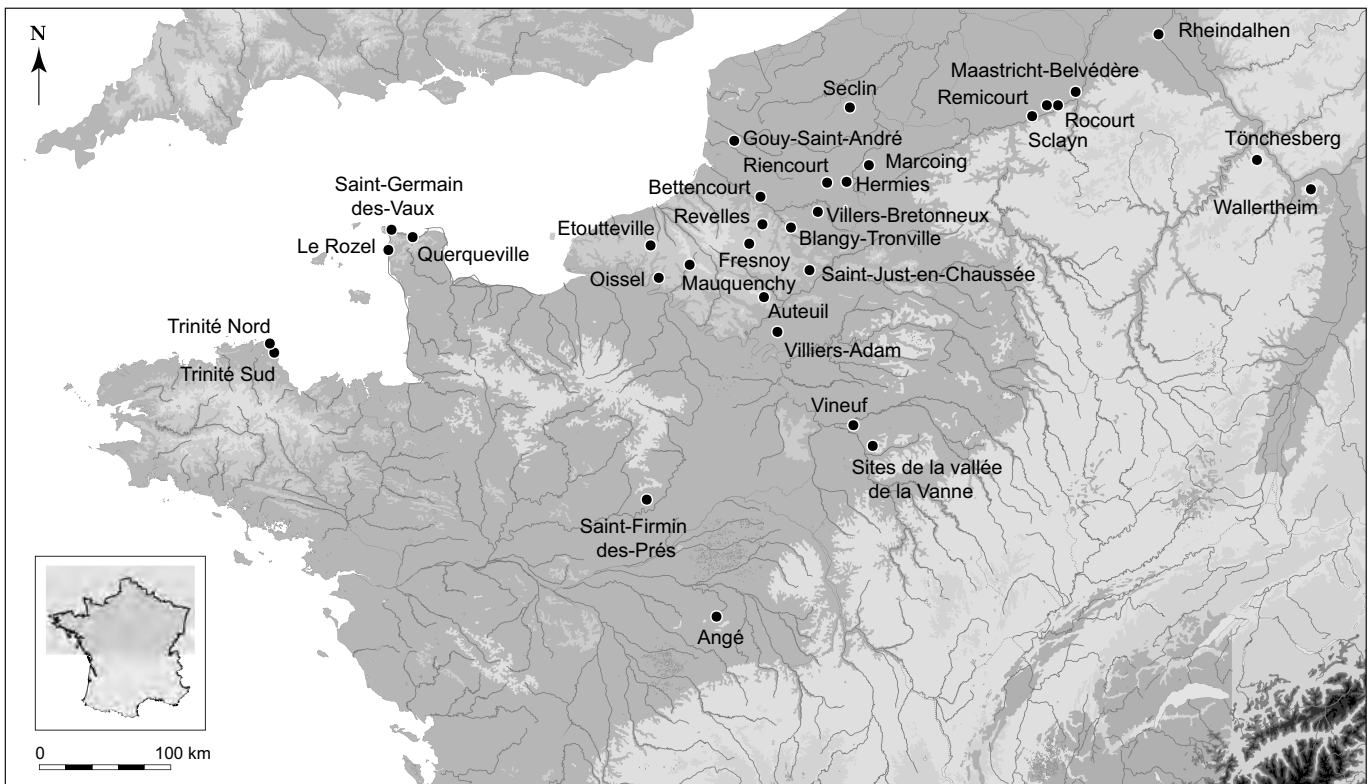 N
Rheindalhen
Maastricht-Belvédère
Seclin
Remicourt
Rocourt
Sclayn
Tönchesberg
Gouy-Saint-André
Riencourt
Marcoing
Hermies
Bettencourt
Wallertheim
Saint-Germain
des-Vaux
Revelles
Villers-Bretonneux
Etoutteville
Blangy-Tronville
Le Rozel
Querqueville
Fresnoy
Oissel
Mauquenchy
Saint-Just-en-Chaussée
Auteuil
Trinité Nord
Villiers-Adam
Trinité Sud
Vineuf
Sites de la vallée
de la Vanne
Saint-Firmin
des-Prés
Angé
0 100 km